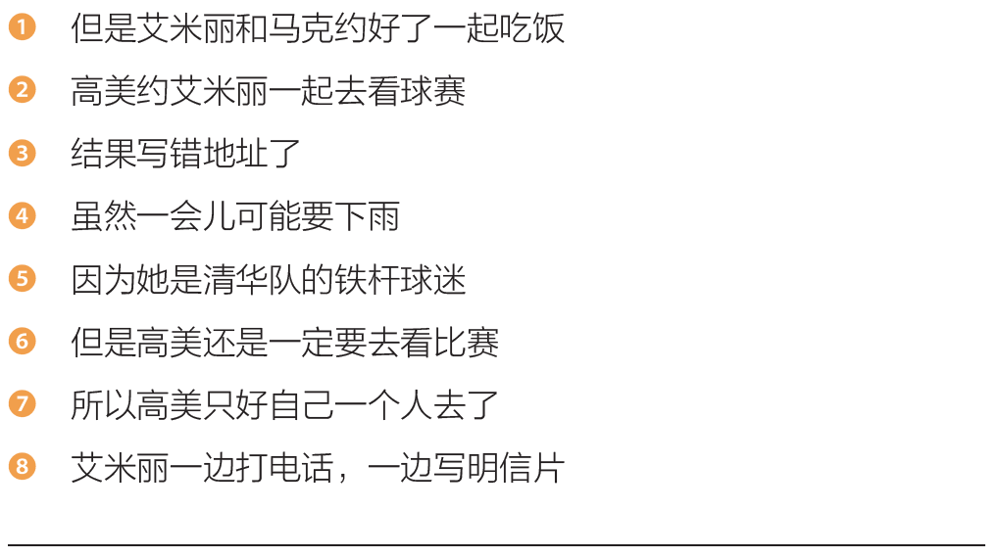 1 但是艾米丽和马克约好了一起吃饭
2 高美约艾米丽一起去看球赛
3 结果写错地址了
4 虽然一会儿可能要下雨
5 因为她是清华队的铁杆球迷
6 但是高美还是一定要去看比赛
7 所以高美只好自己一个人去了
8 艾米丽一边打电话，一边写明信片